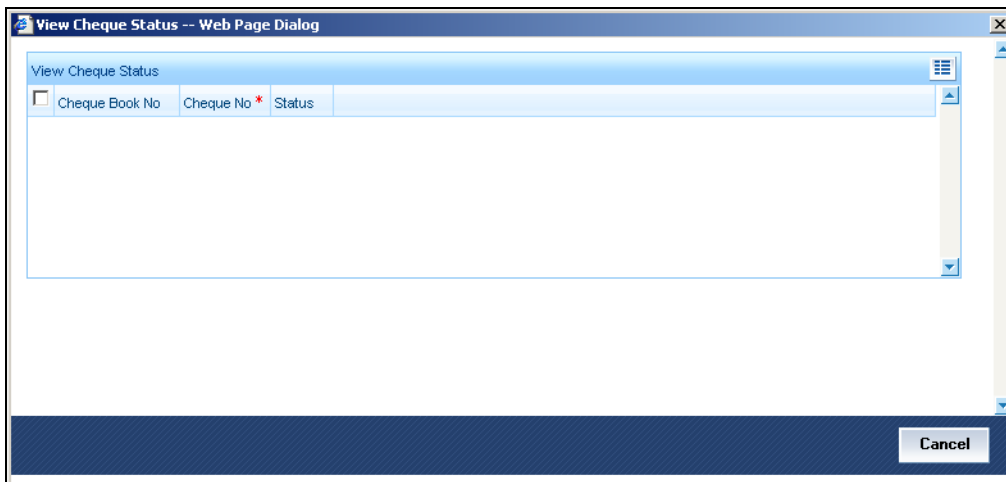 View Cheque Status -- Web Page Dialog
View Cheque Status
Cheque Book No Cheque No * Status
Cancel